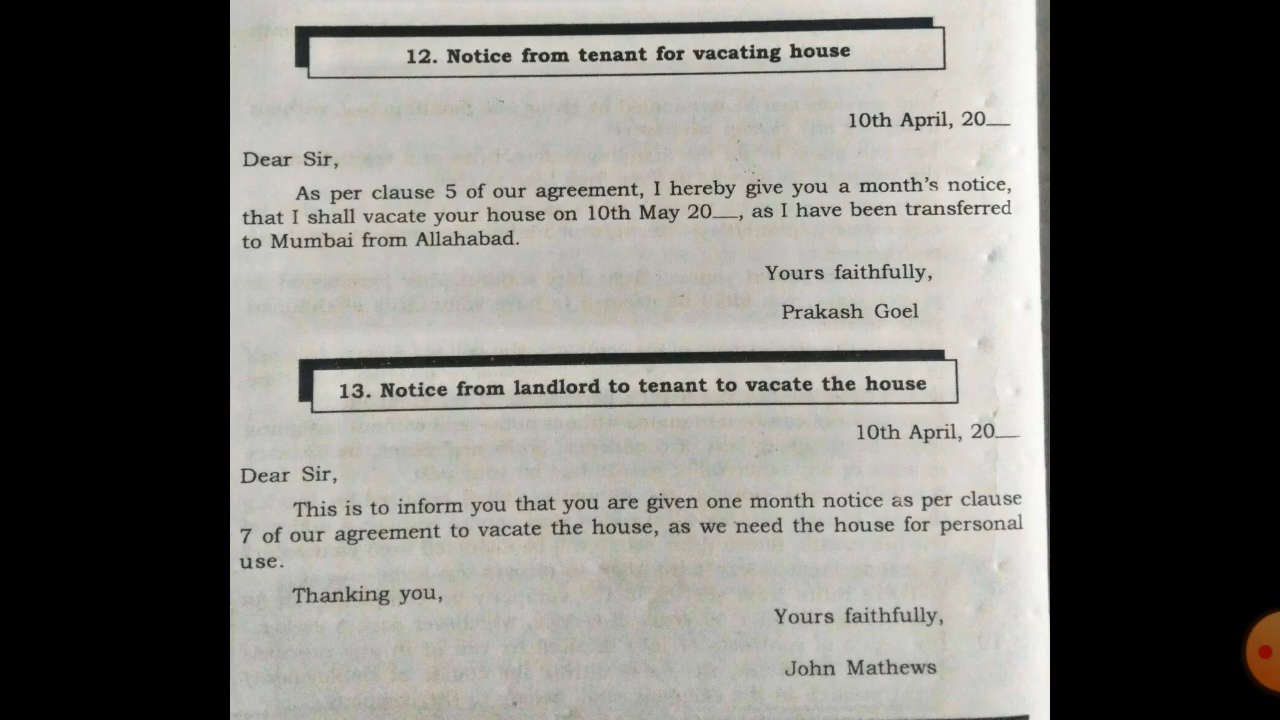 12. Notice from tenant for vacating house
10th April, 20__
Dear Sir,
As per clause 5 of our agreement, I hereby give you a month's notice,
that I shall vacate your house on 10th May 20__, as I have been transferred
to Mumbai from Allahabad.
Yours faithfully,
Prakash Goel
13. Notice from landlord to tenant to vacate the house
10th April, 20__
Dear Sir,
This is to inform you that you are given one month notice as per clause
7 of our agreement to vacate the house, as we need the house for personal
use.
Thanking you,
Yours faithfully,
John Mathews